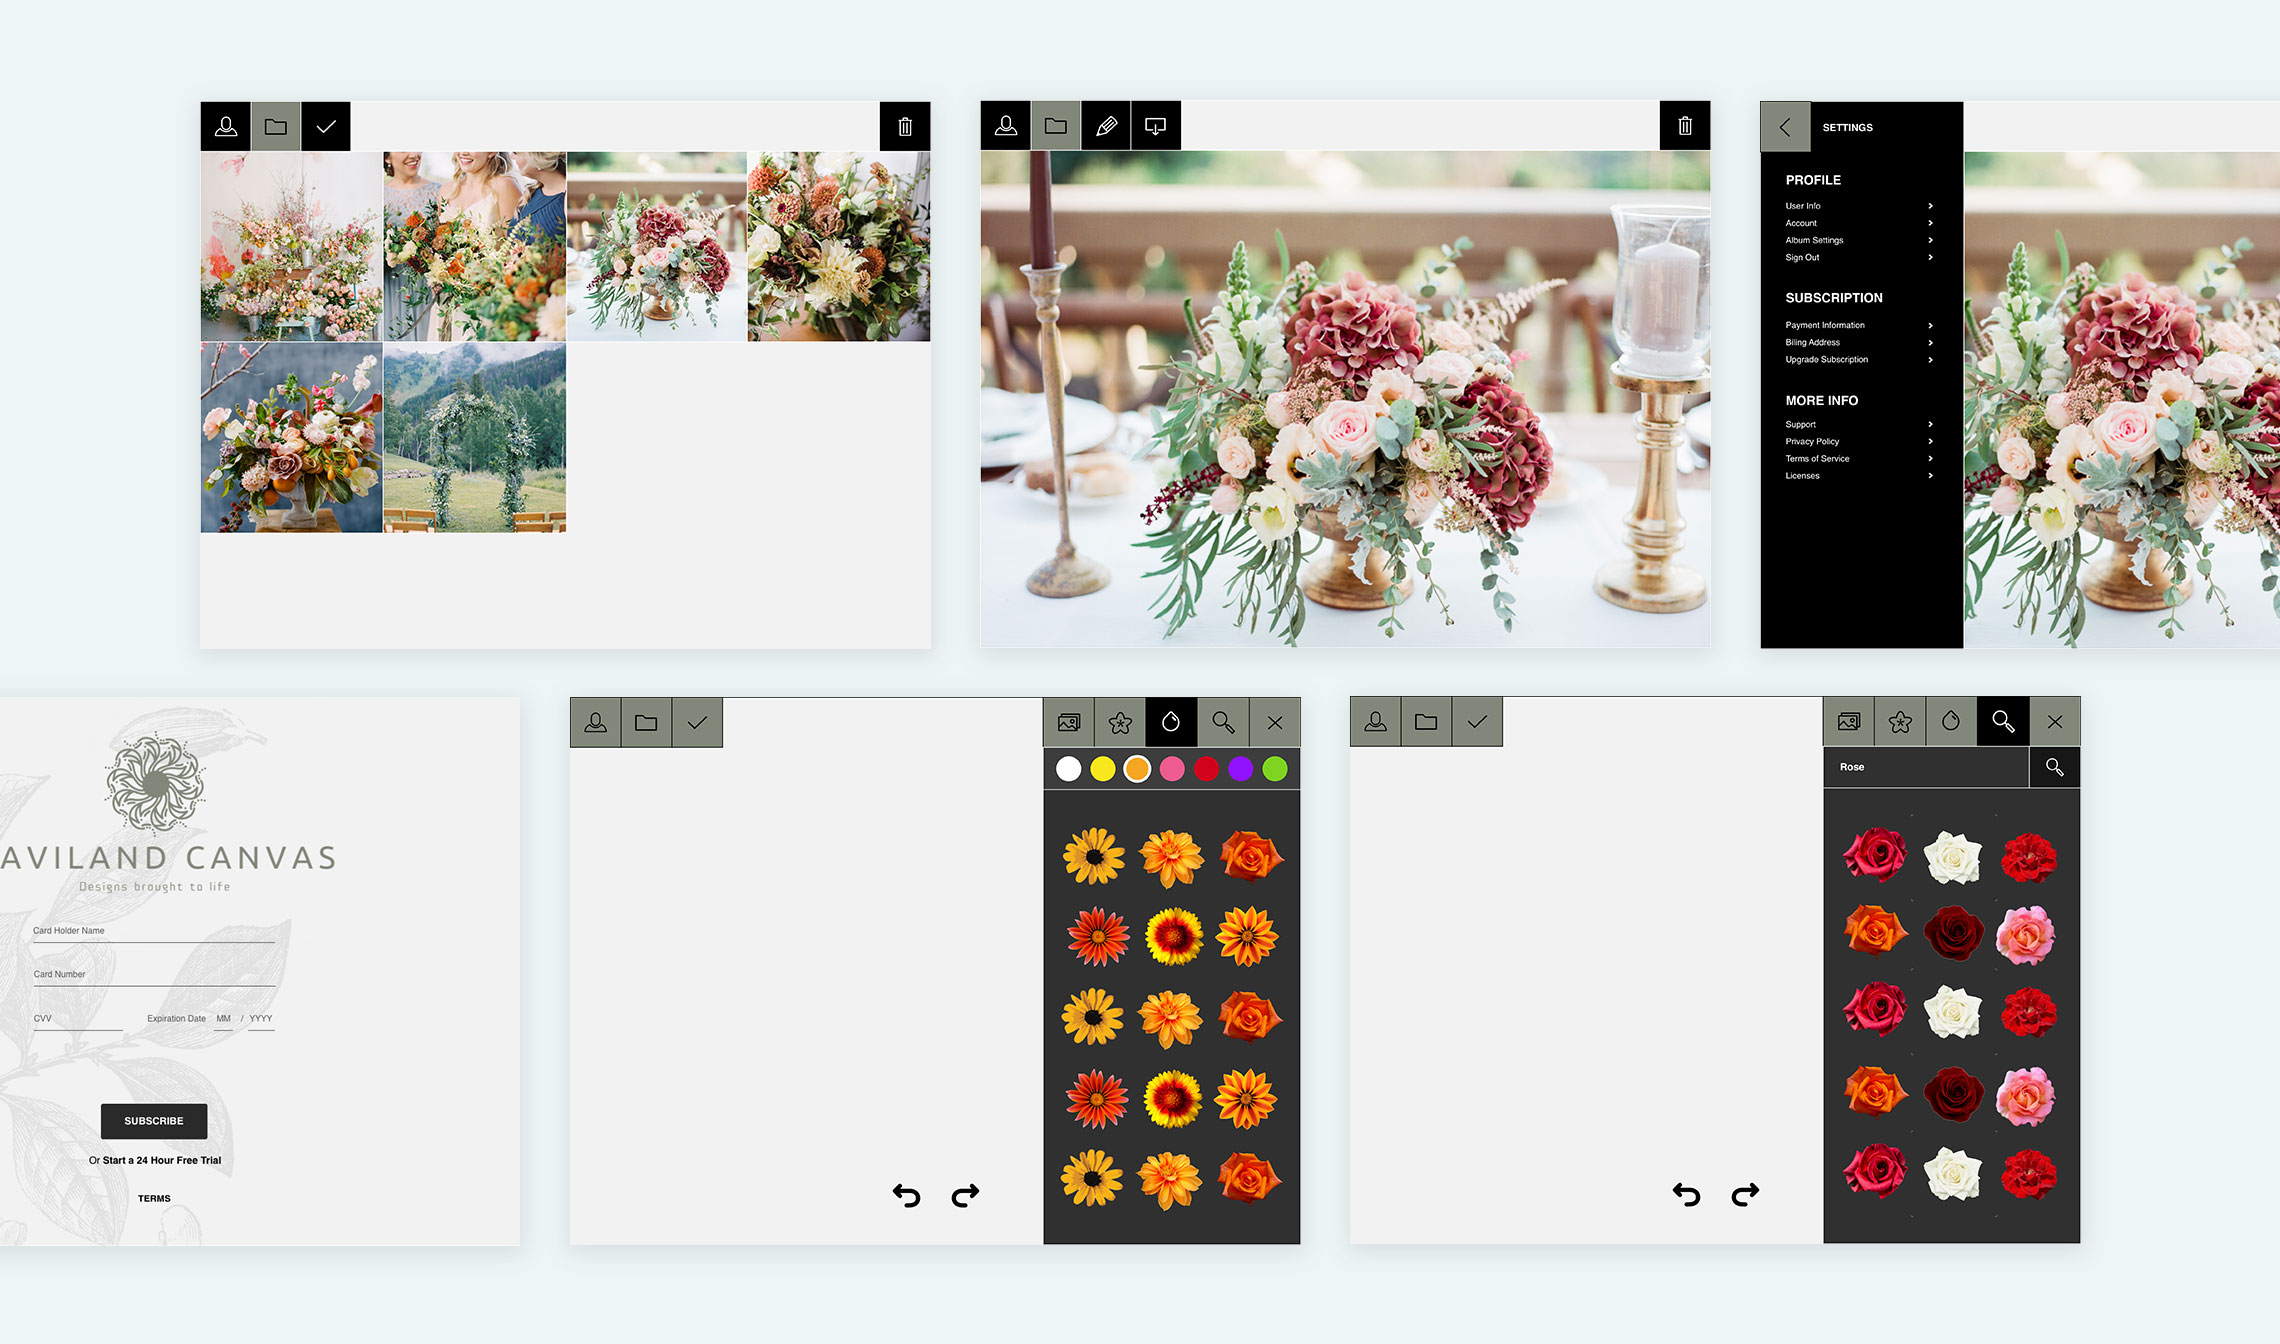 SETTINGS
PROFILE
User Info
Account
Album Settings
Sign Out
SUBSCRIPTION
Payment Information
Biling Address
Upgrade Subscription
MORE INFO
Support
Privacy Policy
Terms of Service
Licenses
AVILAND CANVAS
Designs brought to life
Card Holder Name
Card Number
CVV Expiration Date MM / YYYY
SUBSCRIBE
Or Start a 24 Hour Free Trial
TERMS
Rose